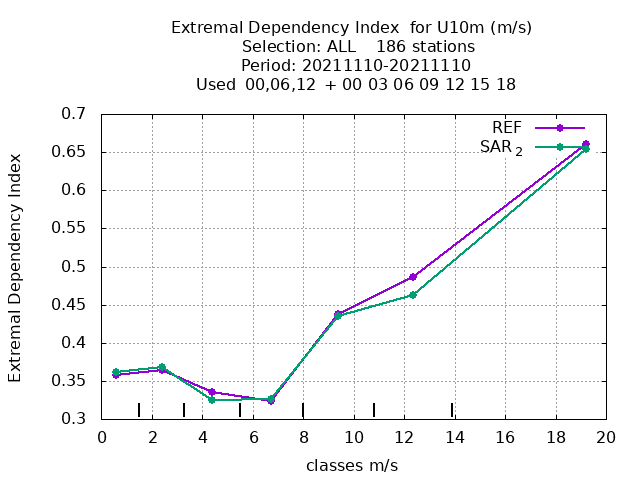 Extremal Dependency Index  for U10m (m/s)
Selection: ALL    186 stations
Period: 20211110-20211110
Used  00,06,12  + 00 03 06 09 12 15 18
REF
SAR 2
0.7
0.65
0.6
0.55
0.5
0.45
0.4
0.35
0.3
Extremal Dependency Index
0 2 4 6 8 10 12 14 16 18 20
classes m/s